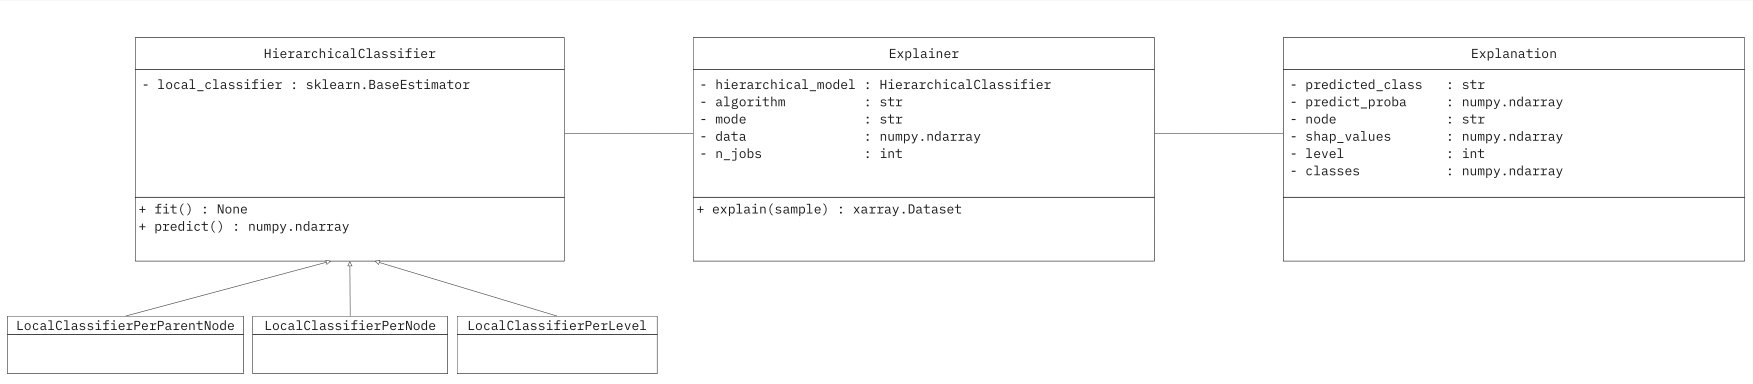 HierarchicalClassifier
- local_classifier : sklearn.BaseEstimator
+ fit() : None
+ predict() : numpy.ndarray
Explainer
- hierarchical_model : HierarchicalClassifier
- algorithm : str
- mode : str
- data : numpy.ndarray
- n_jobs : int
+ explain(sample) : xarray.Dataset
Explanation
- predicted_class : str
- predict_proba : numpy.ndarray
- node : str
- shap_values : numpy.ndarray
- level : int
- classes : numpy.ndarray
LocalClassifierPerParentNode
LocalClassifierPerNode
LocalClassifierPerLevel